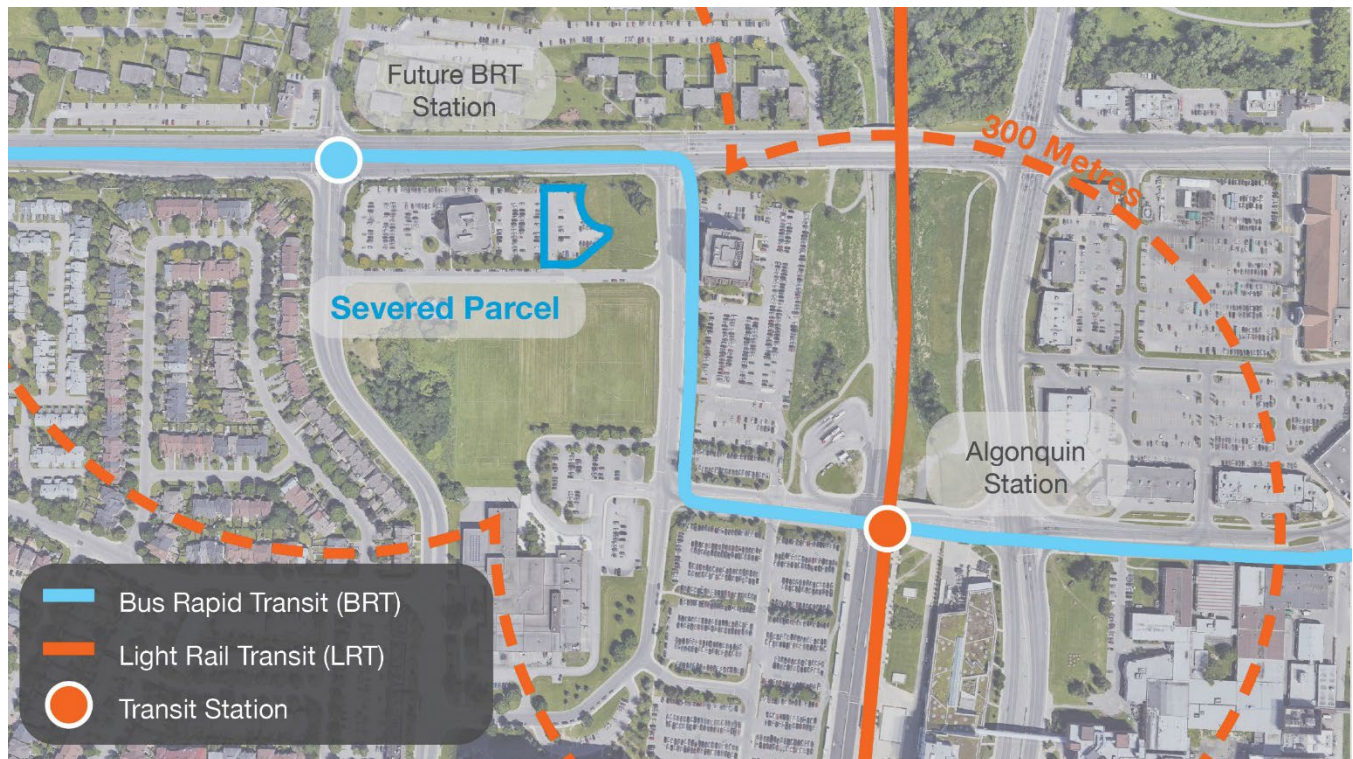 Future BRT
Station
300 Metres
Severed Parcel
Algonquin
Station
Bus Rapid Transit (BRT)
Light Rail Transit (LRT)
Transit Station